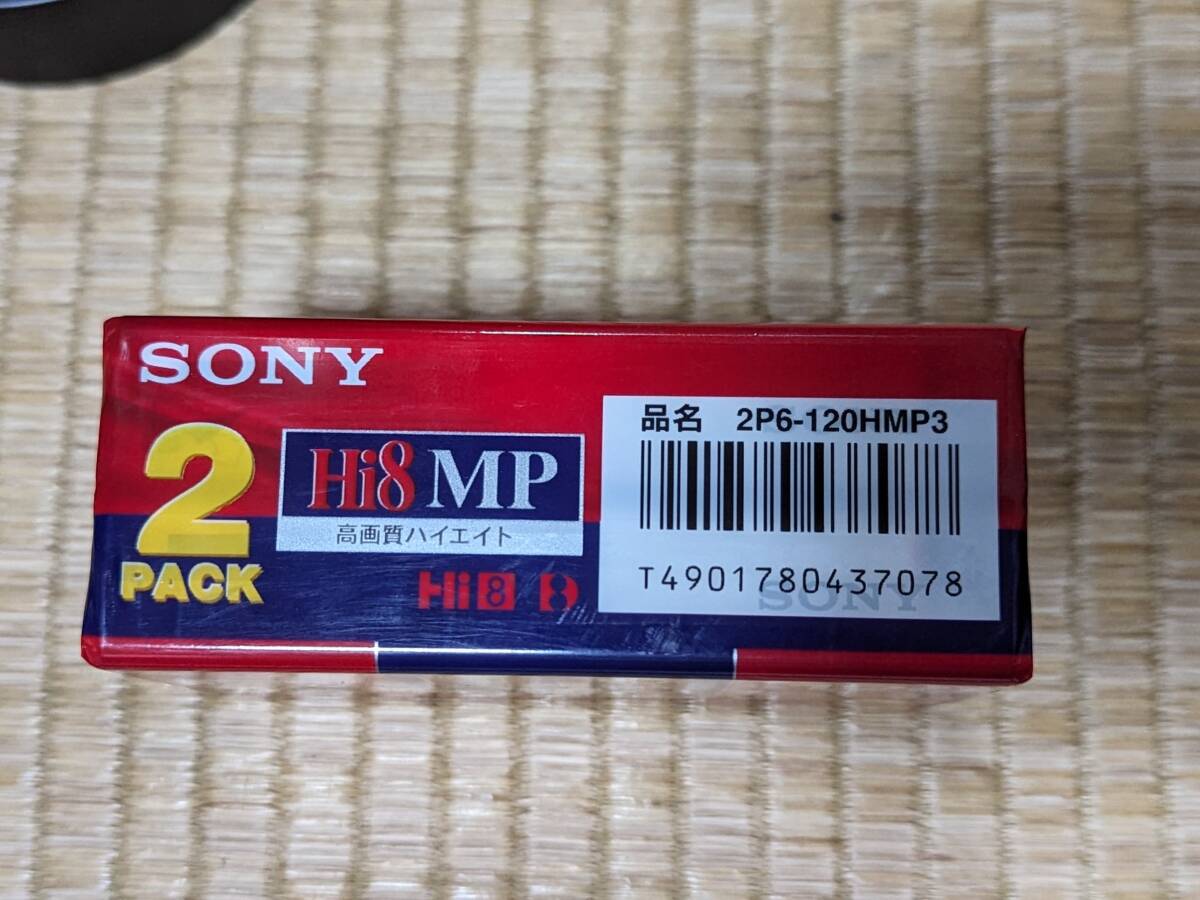 SONY
2
PACK
Hi8 MP
高画質ハイエイト
Hi8 8
品名 2P6-120HMP3
T4901780437078
SONY